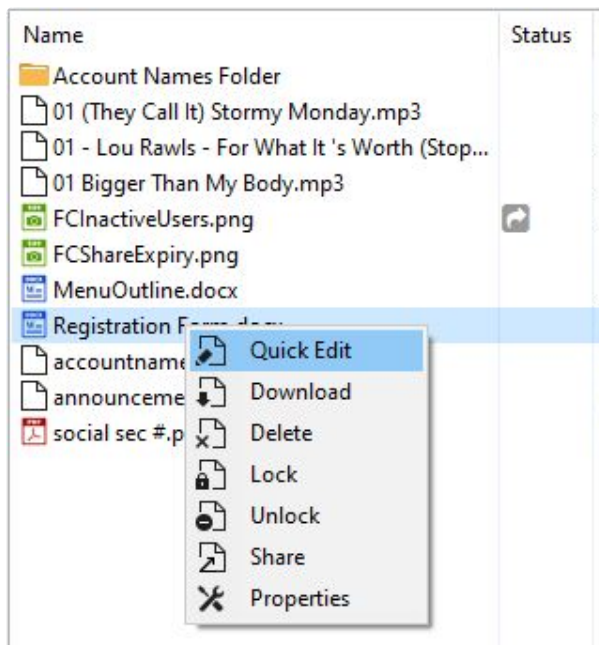 Name Status
Account Names Folder
01 (They Call It) Stormy Monday.mp3
01 - Lou Rawls - For What It 's Worth (Stop...
01 Bigger Than My Body.mp3
FCInactiveUsers.png
FCShareExpiry.png
MenuOutline.docx
Registration
Quick Edit
accountname
Download
announceme
Delete
social sec #.p
Lock
Unlock
Share
Properties